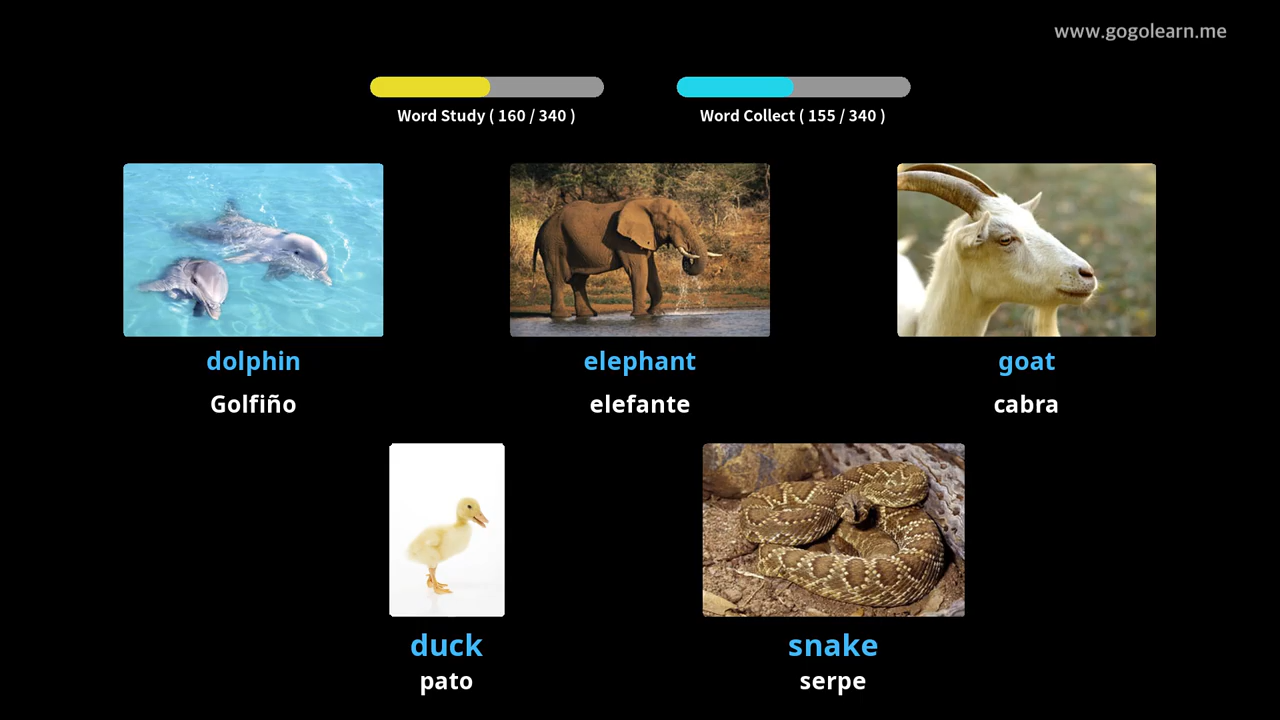 www.gogolearn.me
Word Study ( 160 / 340 )
Word Collect ( 155 / 340 )
dolphin
elephant
goat
Golfiño
elefante
cabra
duck
snake
pato
serpe